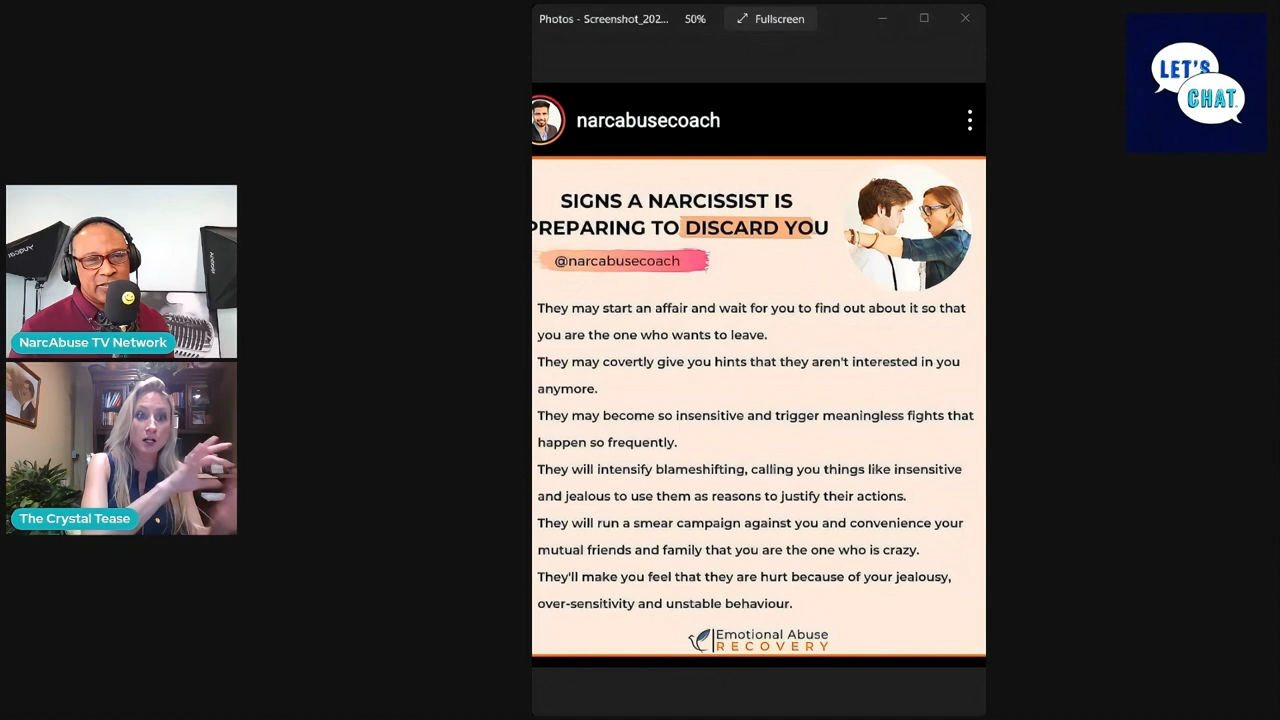 Photos - Screenshot_202... 50% Fullscreen
LET'S
CHAT
narcabusecoach
SIGNS A NARCISSIST IS
PREPARING TO DISCARD YOU
@narcabusecoach
They may start an affair and wait for you to find out about it so that
you are the one who wants to leave.
They may covertly give you hints that they aren't interested in you
anymore.
They may become so insensitive and trigger meaningless fights that
happen so frequently.
They will intensify blameshifting, calling you things like insensitive
and jealous to use them as reasons to justify their actions.
They will run a smear campaign against you and convenience your
mutual friends and family that you are the one who is crazy.
They'll make you feel that they are hurt because of your jealousy,
over-sensitivity and unstable behaviour.
Emotional Abuse
RECOVERY
NarcAbuse TV Network
The Crystal Tease